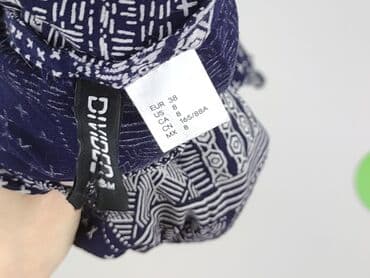 DIVIDED
EUR 38
US 8
CA 8
CN 165/88A
MX 8